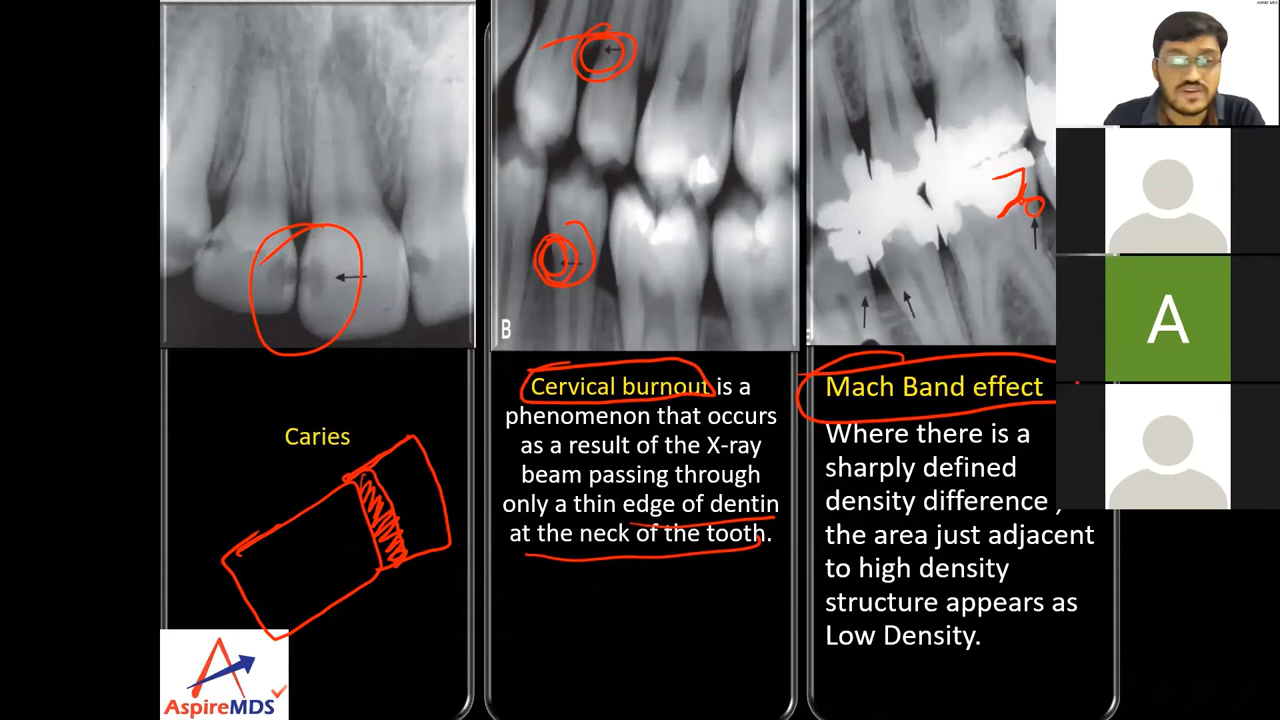 ASPIRE MDS
B
A
Caries
Cervical burnout is a
phenomenon that occurs
as a result of the X-ray
beam passing through
only a thin edge of dentin
at the neck of the tooth.
Mach Band effect
Where there is a
sharply defined
density difference ,
the area just adjacent
to high density
structure appears as
Low Density.
AspireMDS